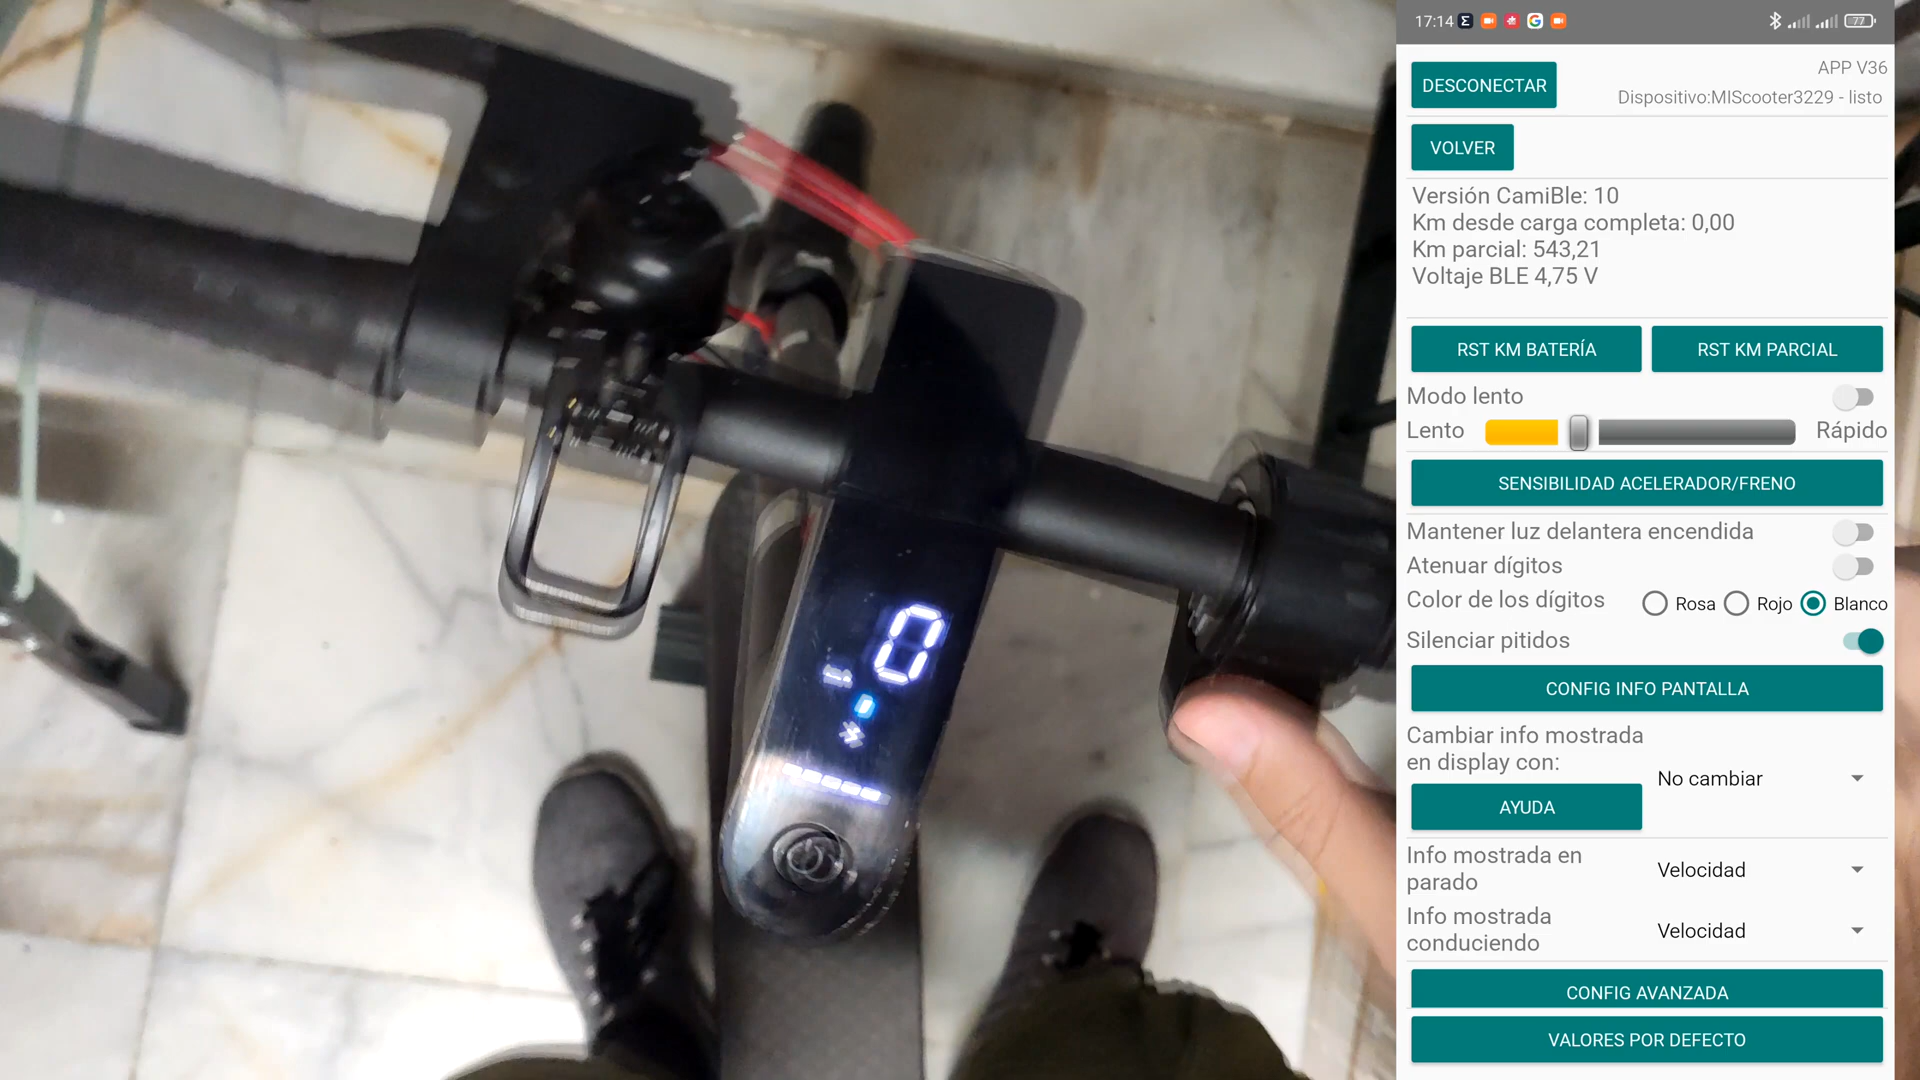 17:14
77
APP V36
DESCONECTAR
Dispositivo:MIScooter3229 - listo
VOLVER
Versión CamiBle: 10
Km desde carga completa: 0,00
Km parcial: 543,21
Voltaje BLE 4,75 V
RST KM BATERÍA RST KM PARCIAL
Modo lento
Lento Rápido
SENSIBILIDAD ACELERADOR/FRENO
Mantener luz delantera encendida
Atenuar dígitos
Color de los dígitos Rosa Rojo Blanco
Silenciar pitidos
CONFIG INFO PANTALLA
Cambiar info mostrada
en display con:
No cambiar
AYUDA
Info mostrada en
parado
Velocidad
Info mostrada
conduciendo
Velocidad
CONFIG AVANZADA
VALORES POR DEFECTO
0